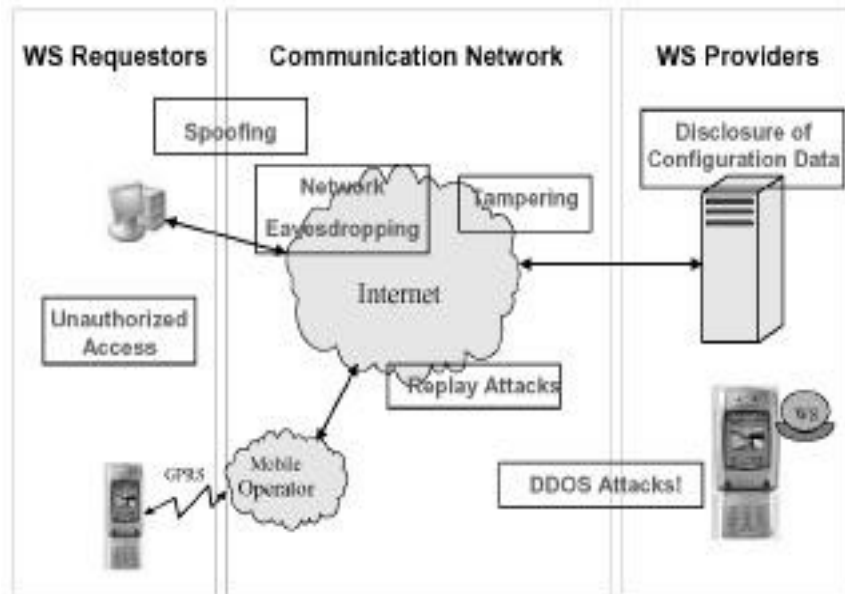 WS Requestors
Communication Network
WS Providers
Spoofing
Disclosure of
Configuration Data
Network
Eavesdropping
Tampering
Internet
Unauthorized
Access
Replay Attacks
GPRS
Mobile
Operator
WS
DDOS Attacks!